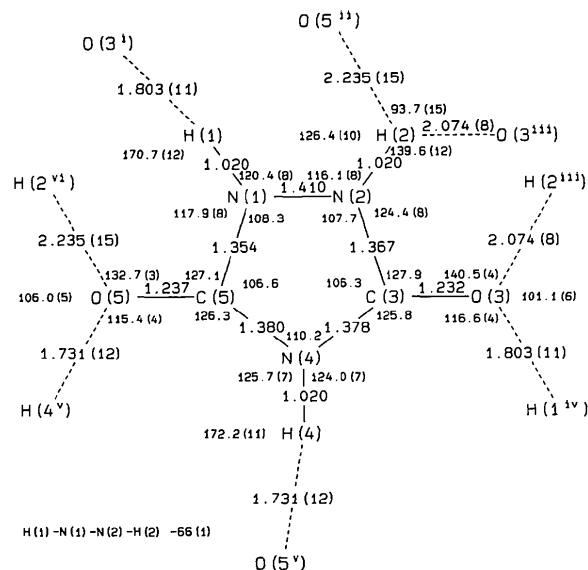 O(5 ii)
O(3 i)
2.235(15)
1.803(11)
93.7(15)
H(1)
126.4(10)
H(2)
2.074(8)
O(3 iii)
170.7(12)
1.020
139.6(12)
120.4(8)
116.1(8)
1.020
H(2 vi)
N(1)
1.410
N(2)
H(2 iii)
117.9(8)
108.3
107.7
124.4(8)
2.235(15)
1.354
1.367
2.074(8)
132.7(3)
127.1
106.6
106.3
127.9
140.5(4)
106.0(5)
O(5)
1.237
C(5)
C(3)
1.232
O(3)
101.1(6)
115.4(4)
126.3
125.8
116.6(4)
1.380
110.2
1.378
1.731(12)
N(4)
1.803(11)
125.7(7)
124.0(7)
1.020
H(4 v)
H(1 iv)
172.2(11)
H(4)
1.731(12)
H(1)-N(1)-N(2)-H(2) -66(1)
O(5 v)